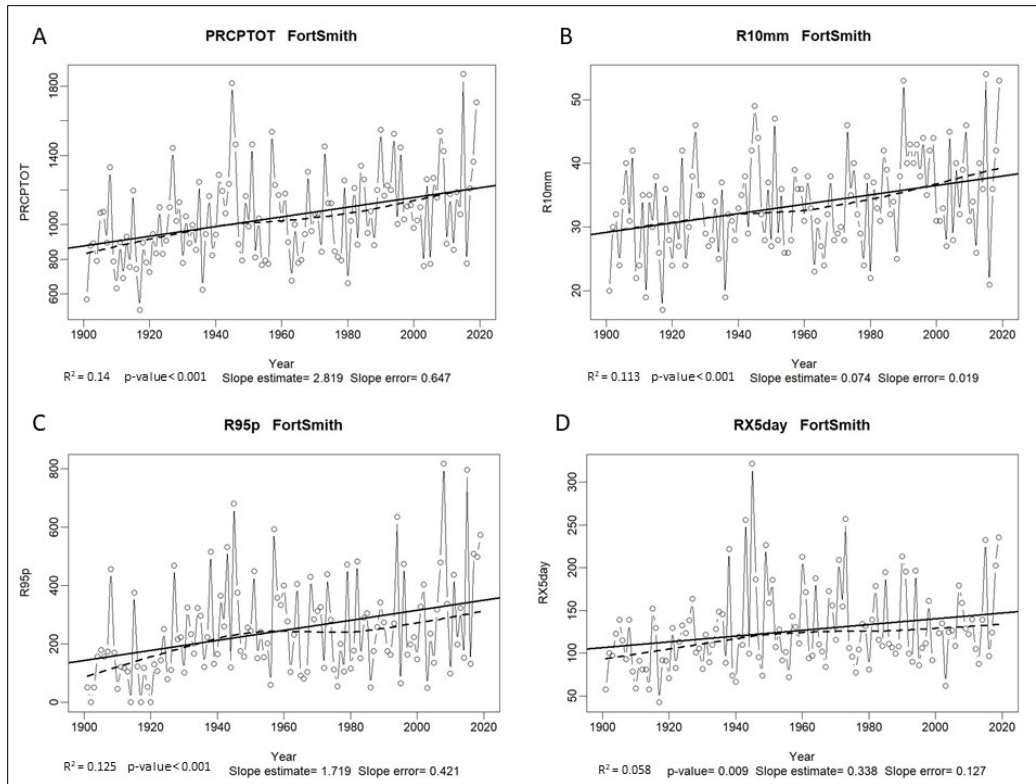 A
PRCPTOT FortSmith
PRCPTOT
1800
1400
1000
600
1900 1920 1940 1960 1980 2000 2020
Year
R² = 0.14 p-value< 0.001 Slope estimate= 2.819 Slope error= 0.647
B
R10mm FortSmith
R10mm
50
40
30
20
1900 1920 1940 1960 1980 2000 2020
Year
R² = 0.113 p-value< 0.001 Slope estimate= 0.074 Slope error= 0.019
C
R95p FortSmith
R95p
800
600
400
200
0
1900 1920 1940 1960 1980 2000 2020
Year
R² = 0.125 p-value< 0.001 Slope estimate= 1.719 Slope error= 0.421
D
RX5day FortSmith
RX5day
300
250
200
150
100
50
1900 1920 1940 1960 1980 2000 2020
Year
R² = 0.058 p-value= 0.009 Slope estimate= 0.338 Slope error= 0.127